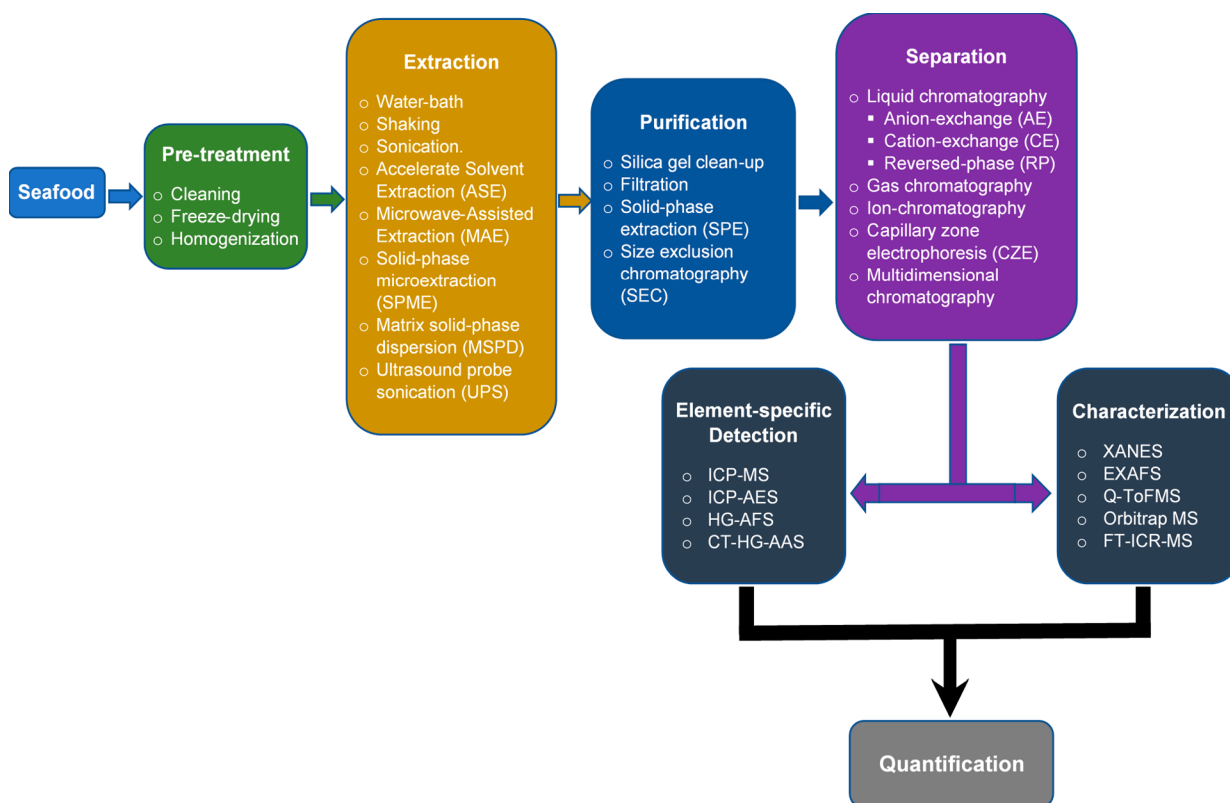 Seafood
Pre-treatment
○ Cleaning
○ Freeze-drying
○ Homogenization
Extraction
○ Water-bath
○ Shaking
○ Sonication.
○ Accelerate Solvent
Extraction (ASE)
○ Microwave-Assisted
Extraction (MAE)
○ Solid-phase
microextraction
(SPME)
○ Matrix solid-phase
dispersion (MSPD)
○ Ultrasound probe
sonication (UPS)
Purification
○ Silica gel clean-up
○ Filtration
○ Solid-phase
extraction (SPE)
○ Size exclusion
chromatography
(SEC)
Separation
○ Liquid chromatography
▪ Anion-exchange (AE)
▪ Cation-exchange (CE)
▪ Reversed-phase (RP)
○ Gas chromatography
○ Ion-chromatography
○ Capillary zone
electrophoresis (CZE)
○ Multidimensional
chromatography
Element-specific
Detection
○ ICP-MS
○ ICP-AES
○ HG-AFS
○ CT-HG-AAS
Characterization
○ XANES
○ EXAFS
○ Q-ToFMS
○ Orbitrap MS
○ FT-ICR-MS
Quantification